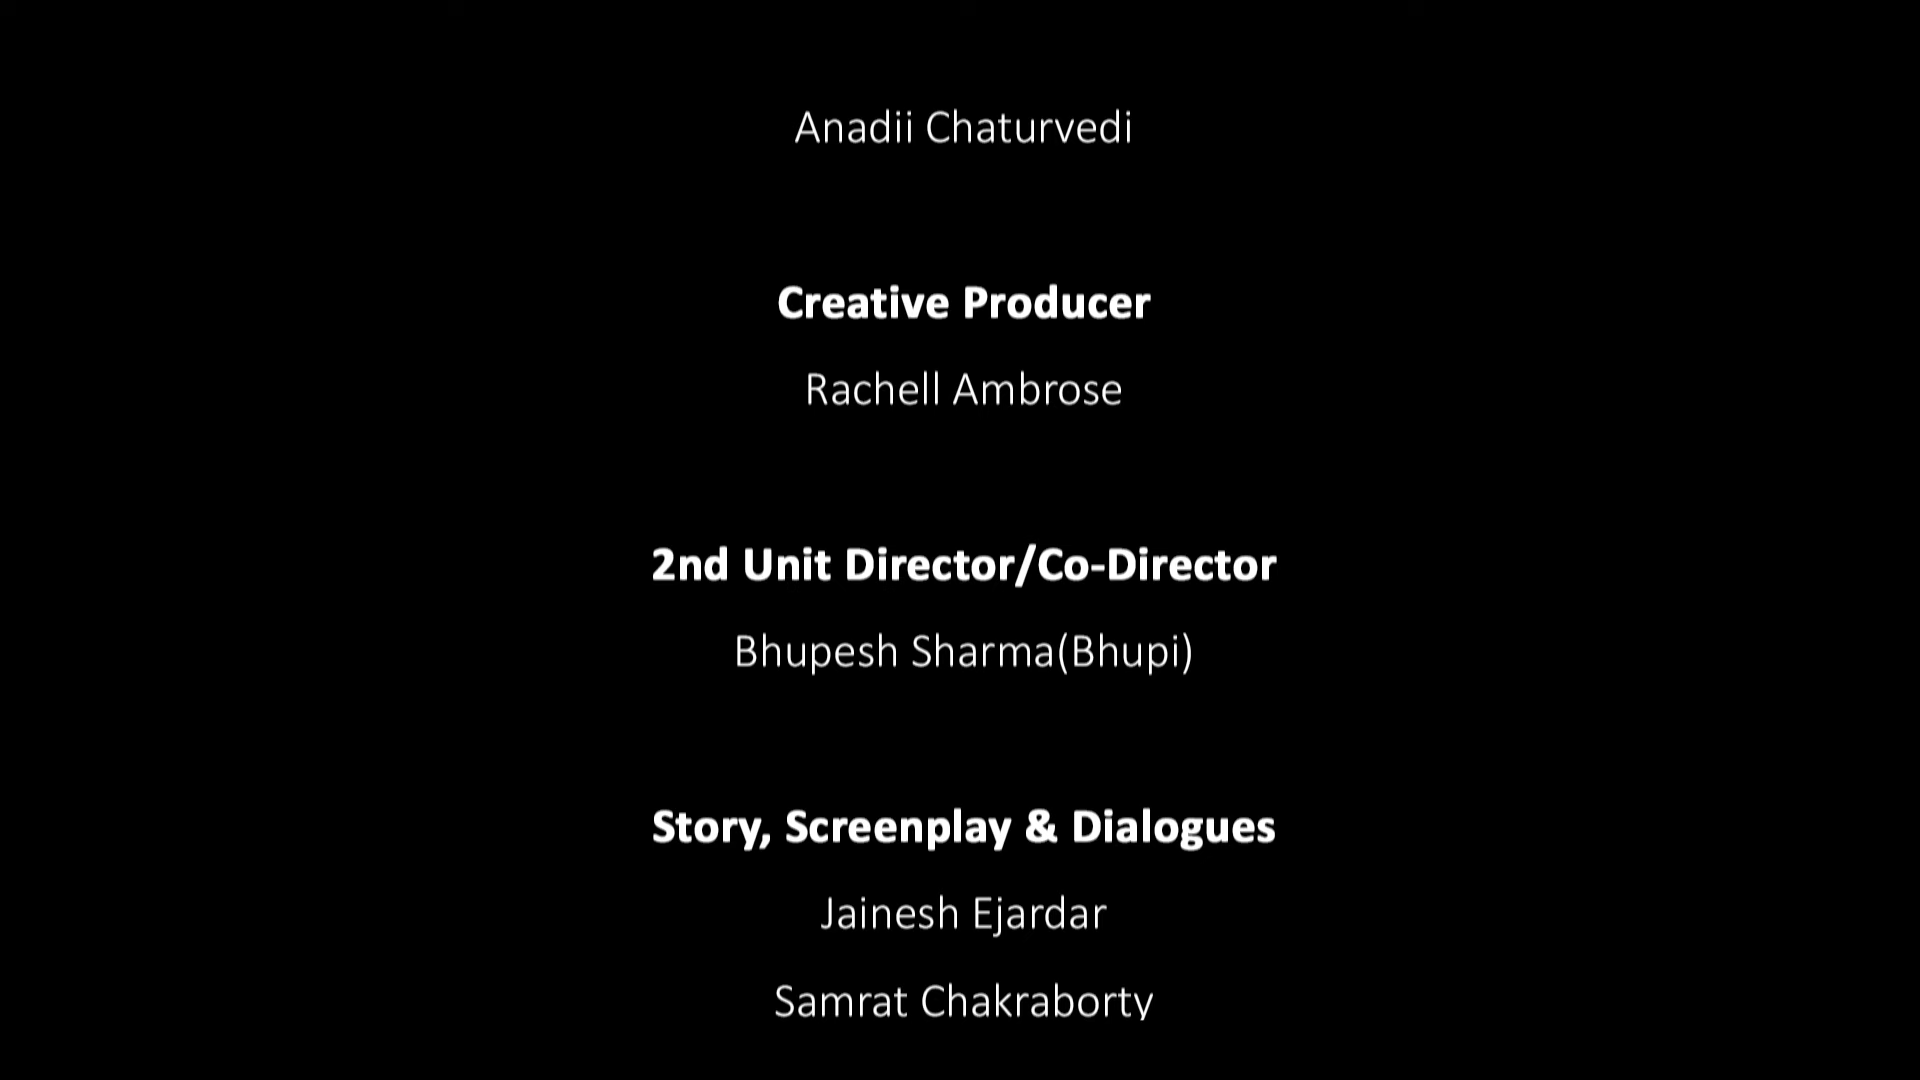 Anadii Chaturvedi
Creative Producer
Rachell Ambrose
2nd Unit Director/Co-Director
Bhupesh Sharma(Bhupi)
Story, Screenplay & Dialogues
Jainesh Ejardar
Samrat Chakraborty